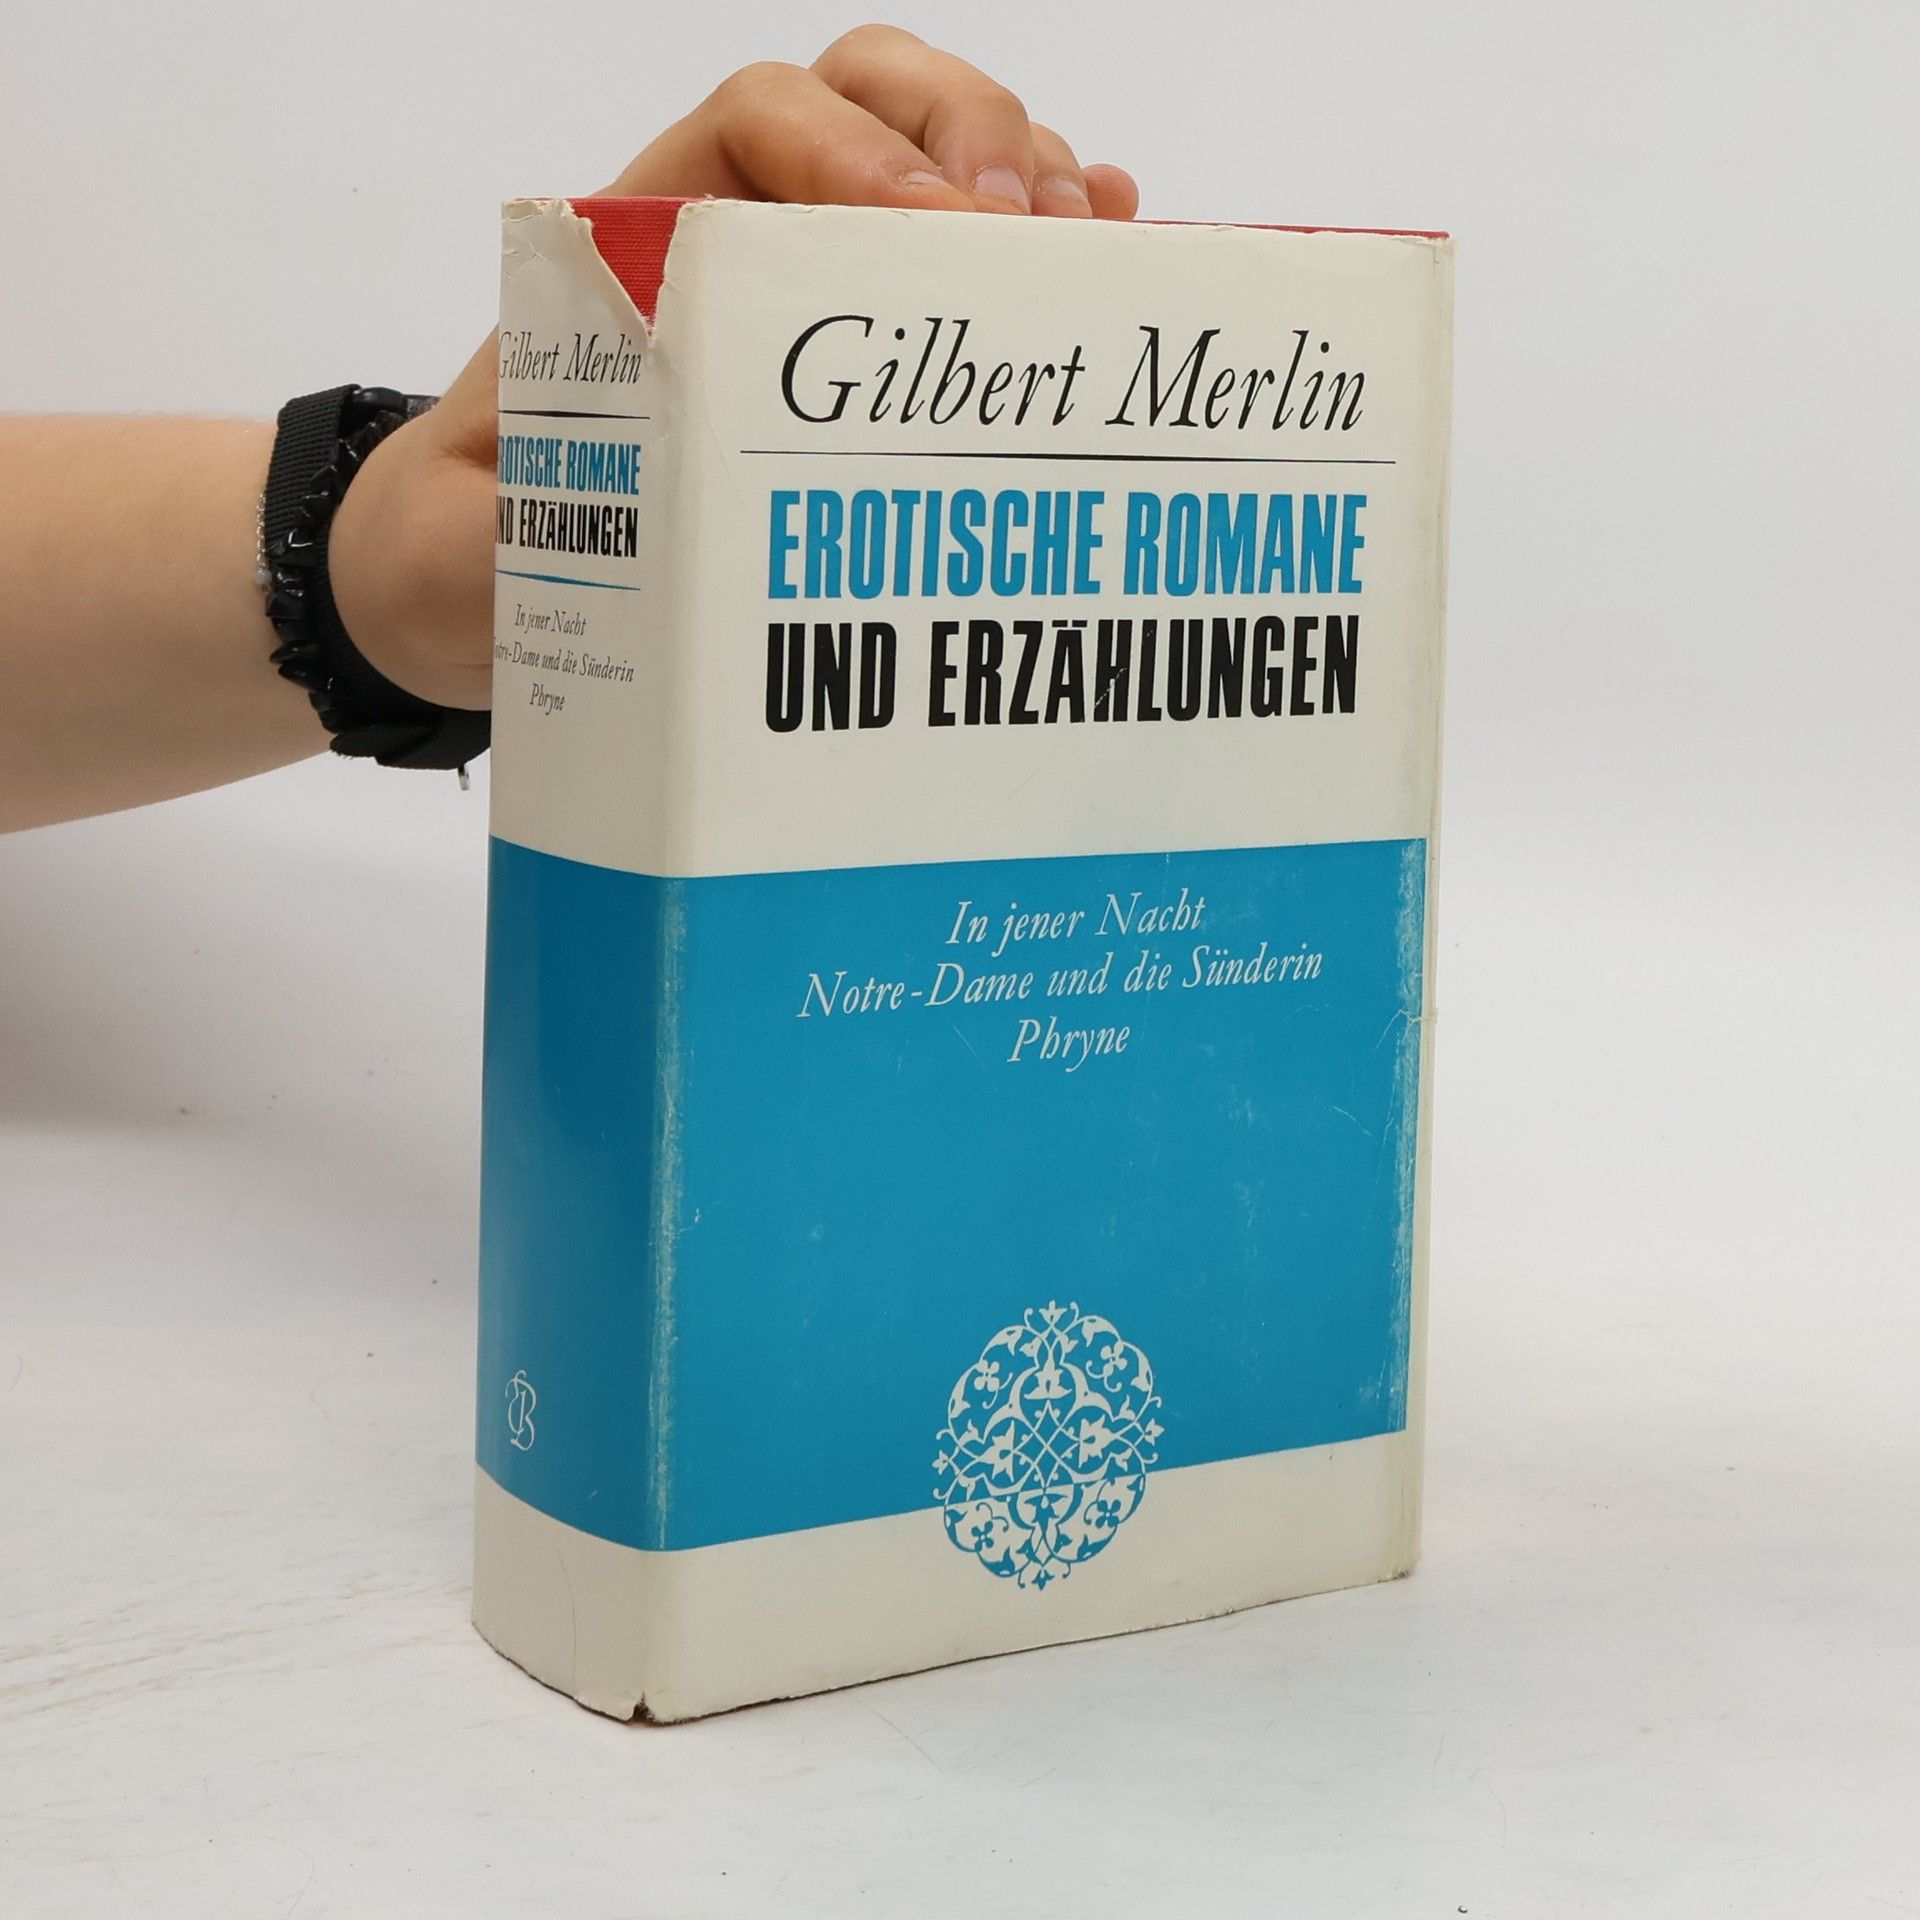 Gilbert Merlin
EROTISCHE ROMANE
UND ERZÄHLUNGEN
In jener Nacht
Notre-Dame und die Sünderin
Phryne
Gilbert Merlin
EROTISCHE ROMANE
UND ERZÄHLUNGEN
In jener Nacht
Notre-Dame und die Sünderin
Phryne